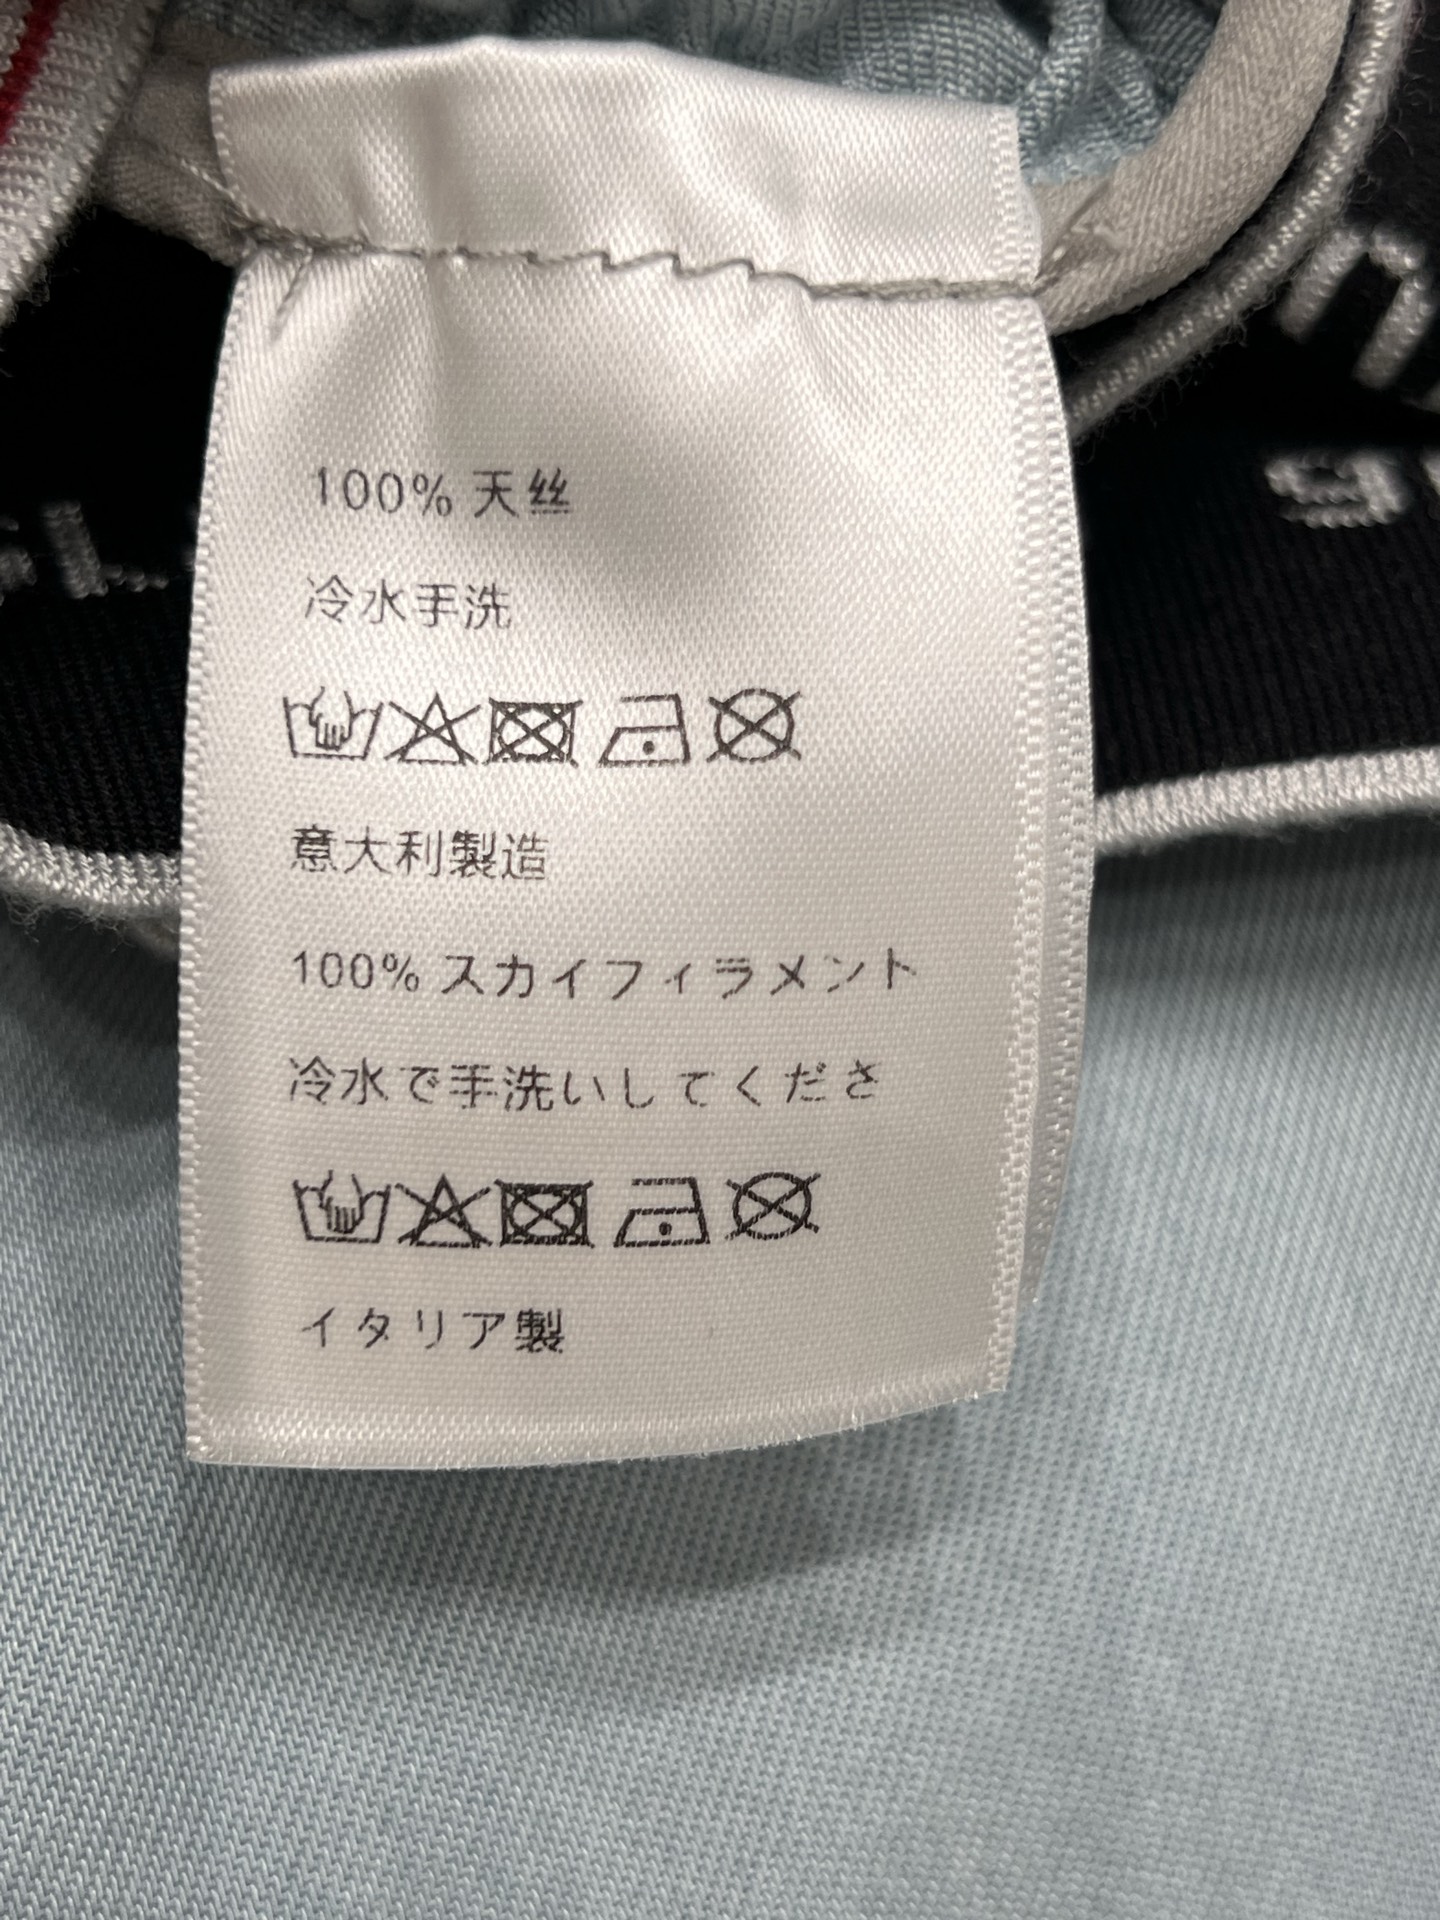 100% 天丝
冷水手洗
意大利製造
100% スカイフィラメント
冷水で手洗いしてくださ
イタリア製